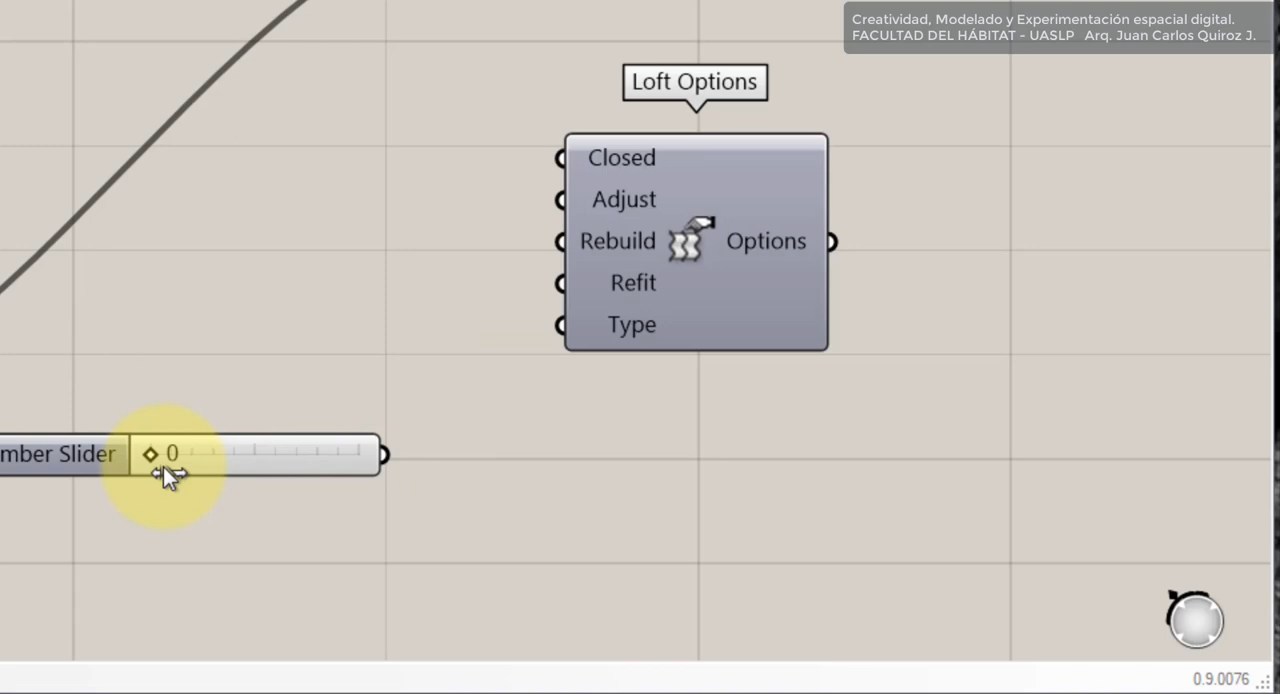 Creatividad, Modelado y Experimentación espacial digital.
FACULTAD DEL HÁBITAT - UASLP Arq. Juan Carlos Quiroz J.
Loft Options
Closed
Adjust
Rebuild
Options
Refit
Type
mber Slider
0
0.9.0076